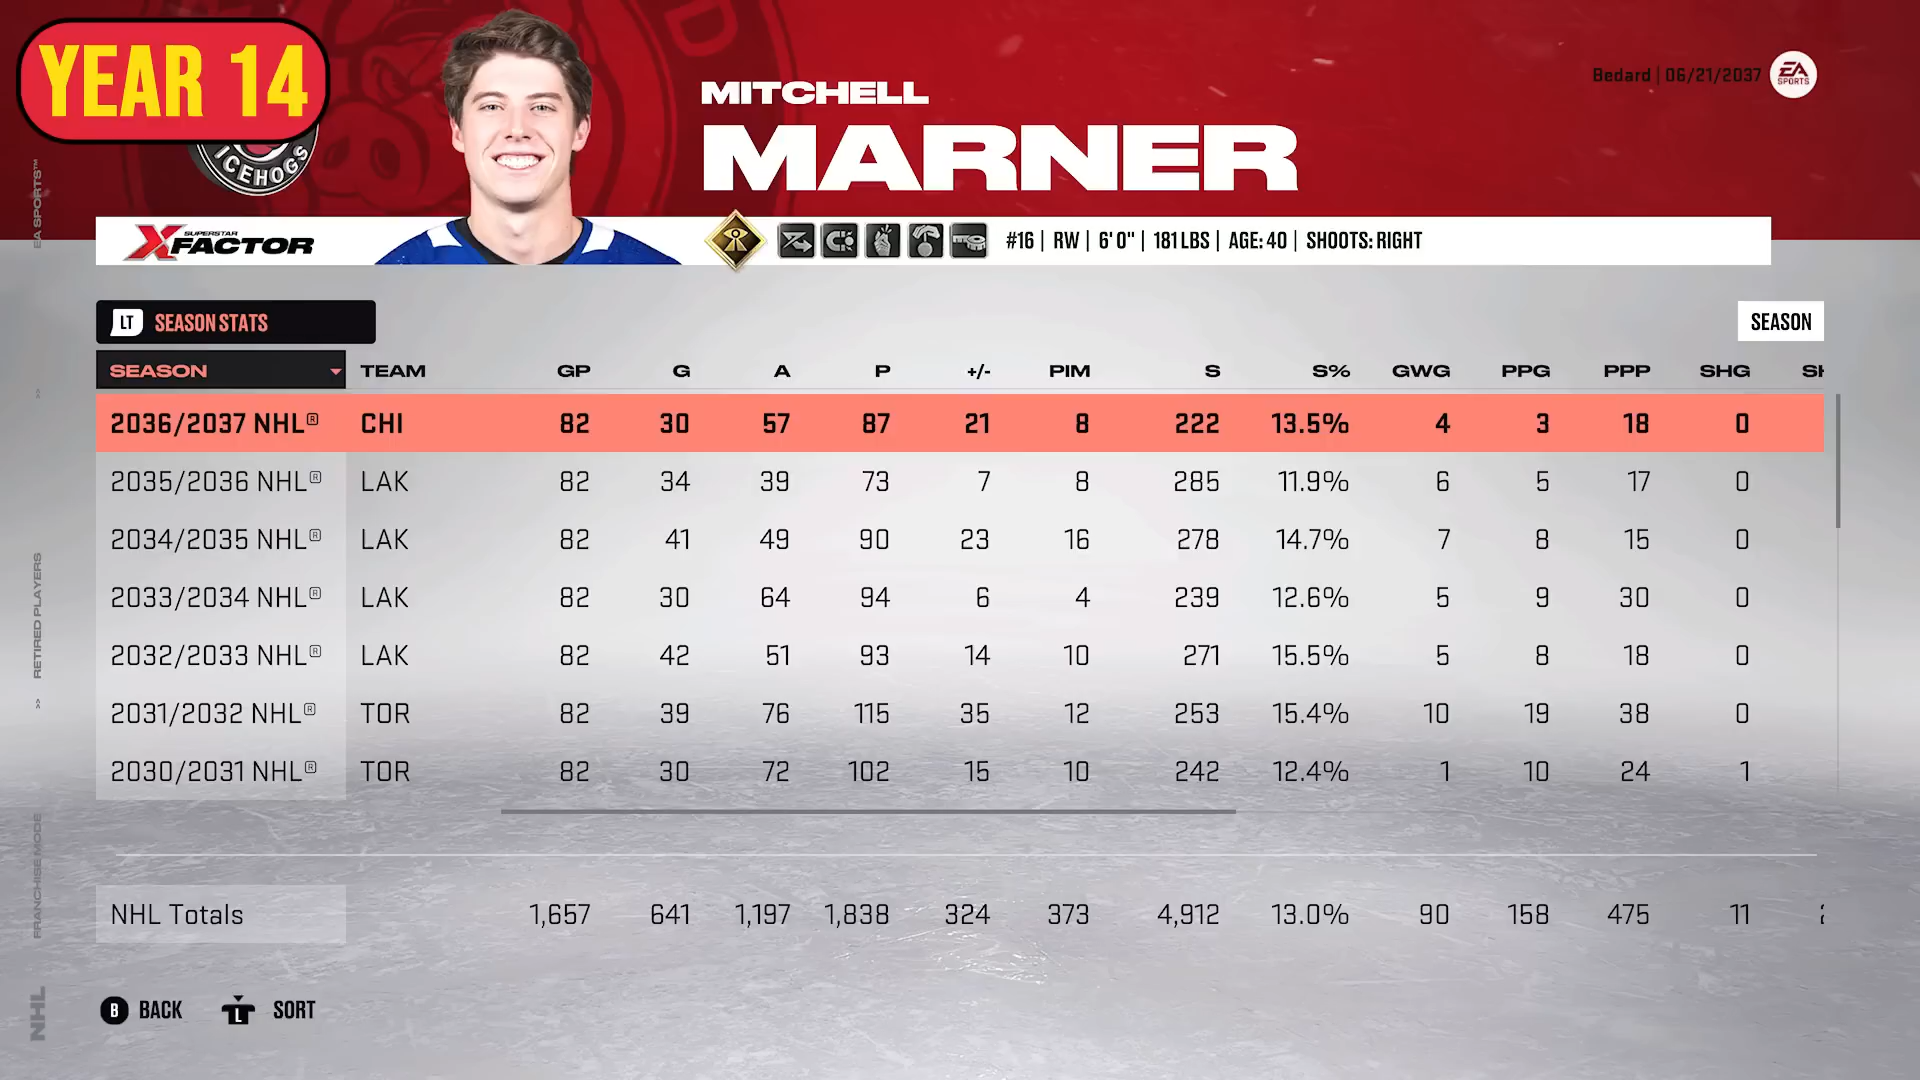 YEAR 14
ICEHOGS
MITCHELL
MARNER
Bedard | 06/21/2037
EA SPORTS
SUPERSTAR
XFACTOR
#16 | RW | 6' 0" | 181 LBS | AGE: 40 | SHOOTS: RIGHT
LT SEASON STATS
SEASON
SEASON TEAM GP G A P +/- PIM S S% GWG PPG PPP SHG
2036/2037 NHL® CHI 82 30 57 87 21 8 222 13.5% 4 3 18 0
2035/2036 NHL® LAK 82 34 39 73 7 8 285 11.9% 6 5 17 0
2034/2035 NHL® LAK 82 41 49 90 23 16 278 14.7% 7 8 15 0
2033/2034 NHL® LAK 82 30 64 94 6 4 239 12.6% 5 9 30 0
2032/2033 NHL® LAK 82 42 51 93 14 10 271 15.5% 5 8 18 0
2031/2032 NHL® TOR 82 39 76 115 35 12 253 15.4% 10 19 38 0
2030/2031 NHL® TOR 82 30 72 102 15 10 242 12.4% 1 10 24 1
NHL Totals 1,657 641 1,197 1,838 324 373 4,912 13.0% 90 158 475 11
B BACK L SORT
NHL FRANCHISE MODE >> RETIRED PLAYERS >> EA SPORTS™